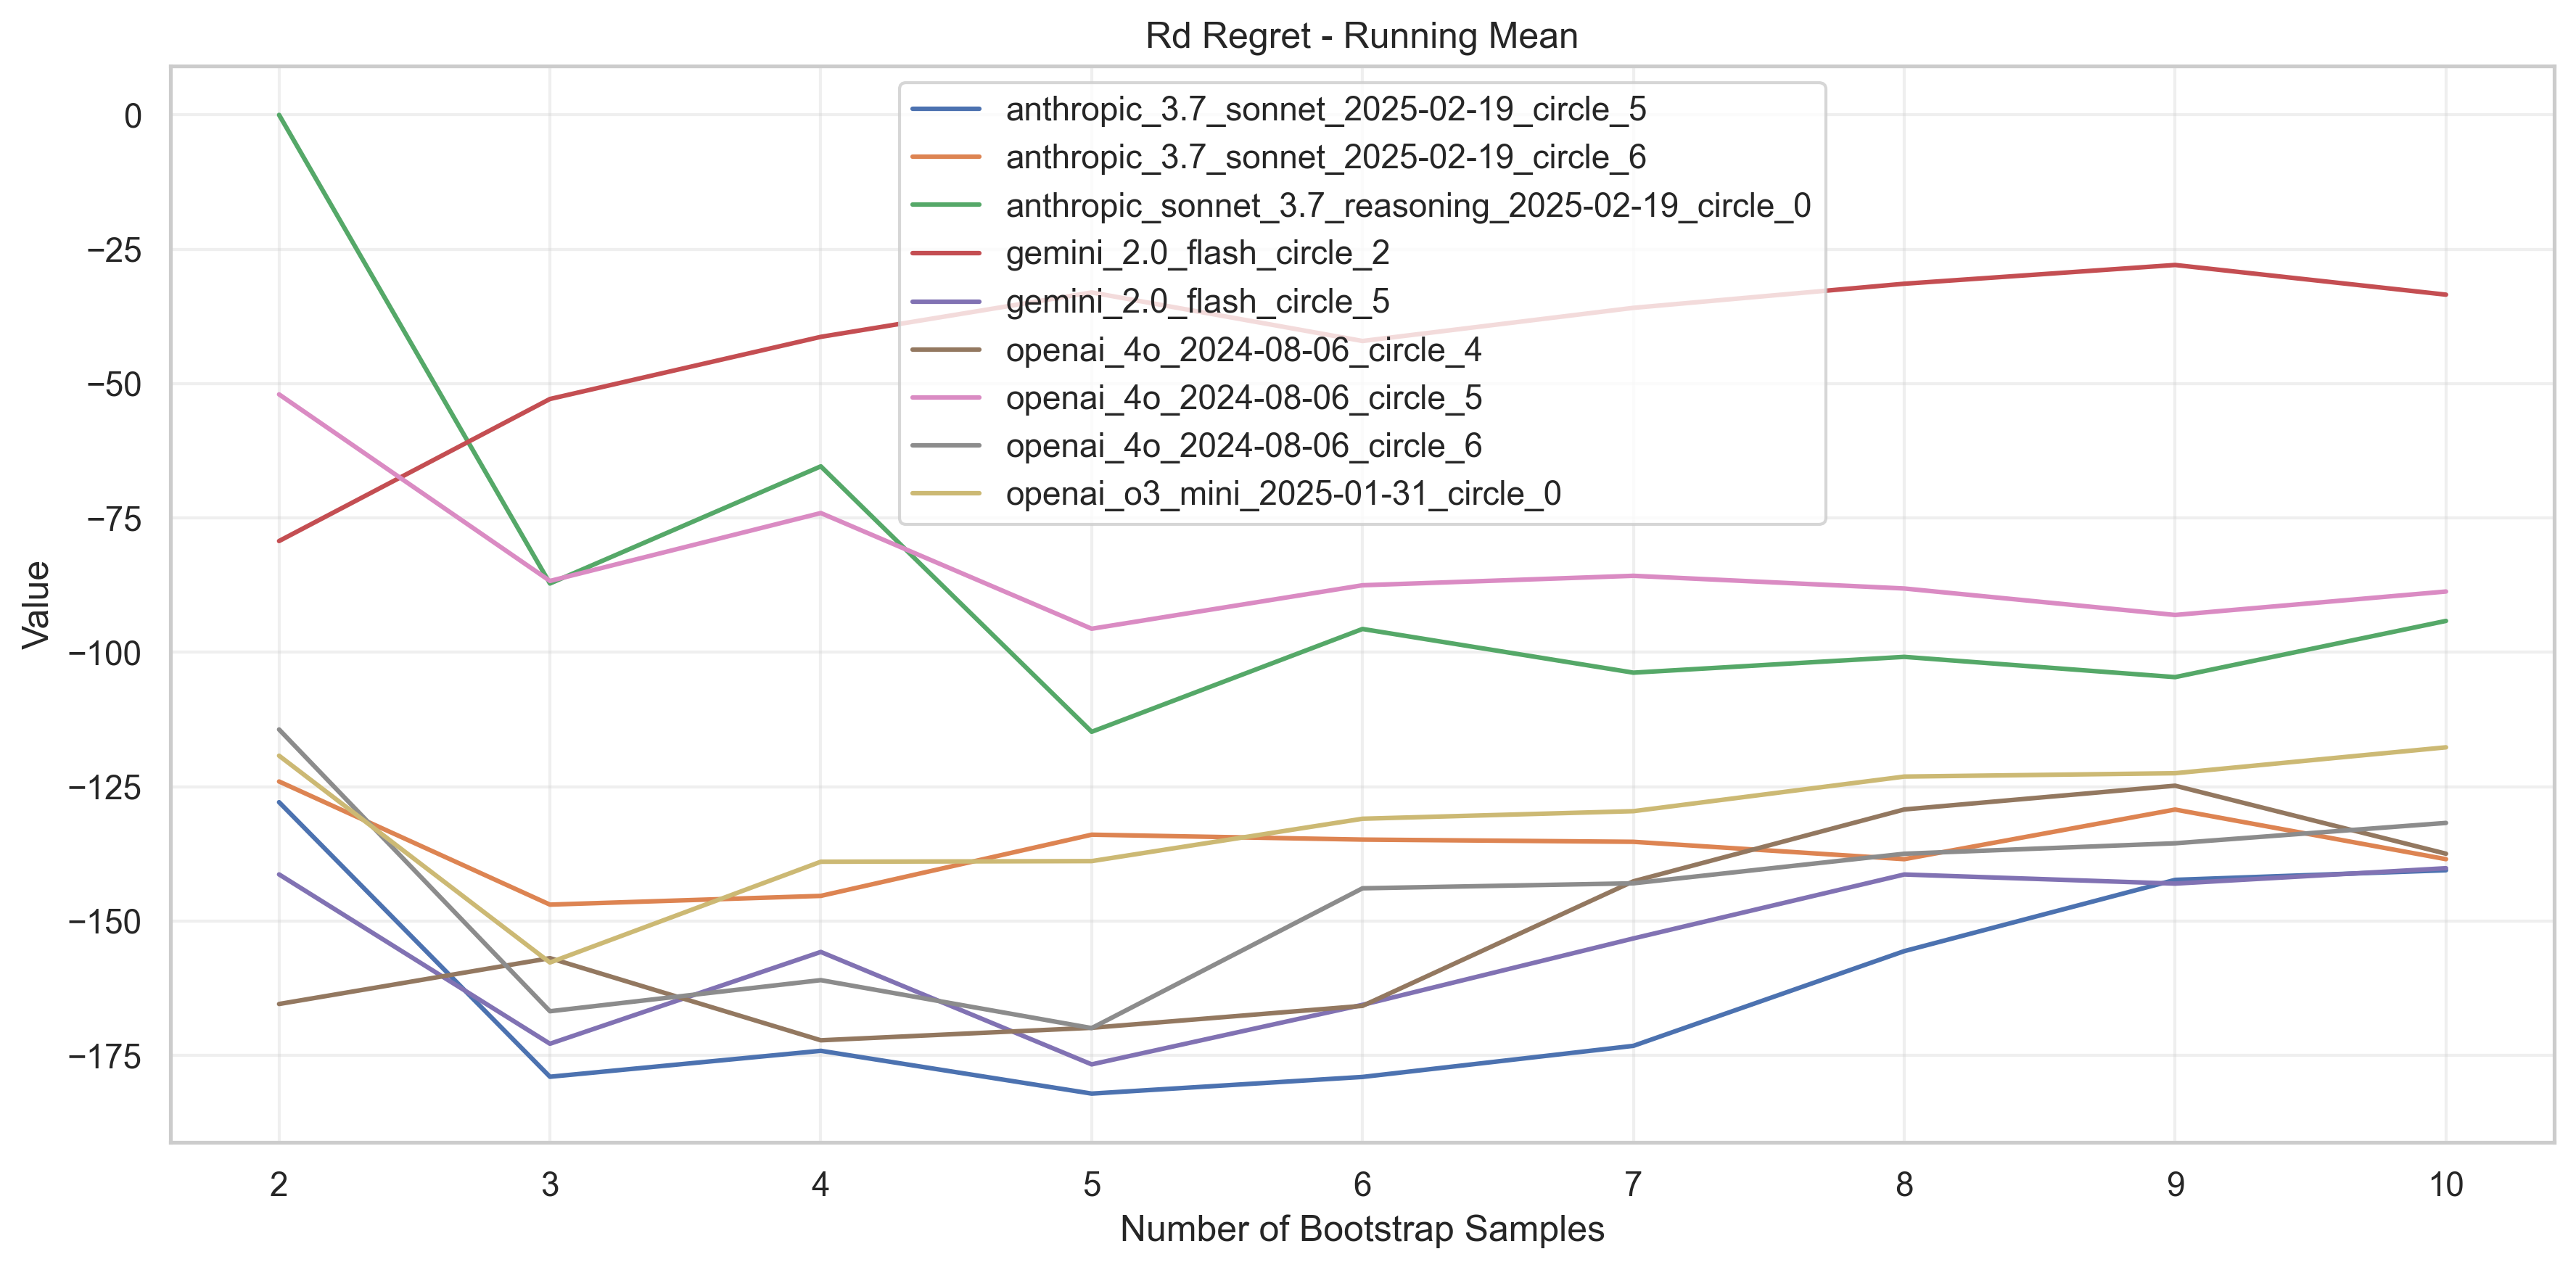 Rd Regret - Running Mean
anthropic_3.7_sonnet_2025-02-19_circle_5
anthropic_3.7_sonnet_2025-02-19_circle_6
anthropic_sonnet_3.7_reasoning_2025-02-19_circle_0
gemini_2.0_flash_circle_2
gemini_2.0_flash_circle_5
openai_4o_2024-08-06_circle_4
openai_4o_2024-08-06_circle_5
openai_4o_2024-08-06_circle_6
openai_o3_mini_2025-01-31_circle_0
Value
0
−25
−50
−75
−100
−125
−150
−175
2 3 4 5 6 7 8 9 10
Number of Bootstrap Samples